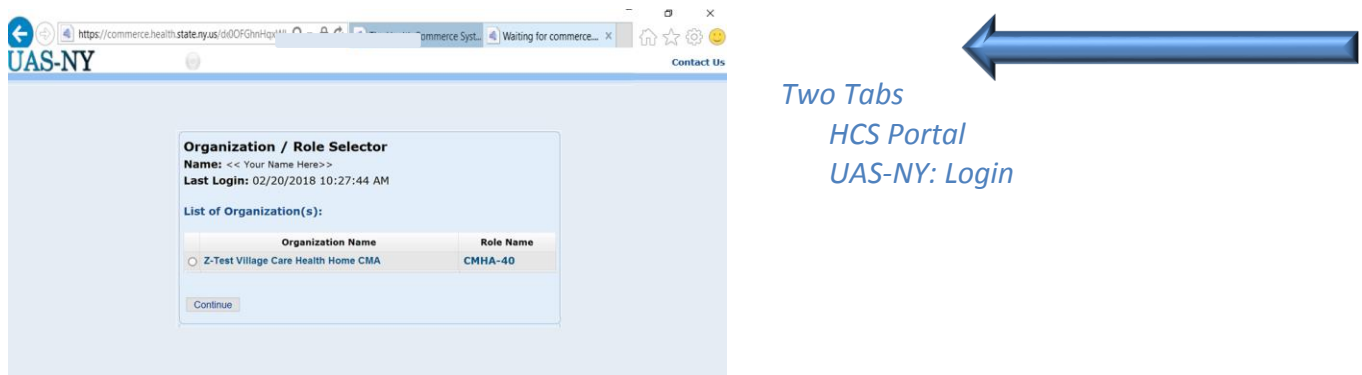 https://commerce.health.state.ny.us/
ommerce Syst...
Waiting for commerce... ×
UAS-NY
Contact Us
Organization / Role Selector
Name: << Your Name Here>>
Last Login: 02/20/2018 10:27:44 AM
List of Organization(s):
Organization Name Role Name
Z-Test Village Care Health Home CMA CMHA-40
Continue
Two Tabs
HCS Portal
UAS-NY: Login